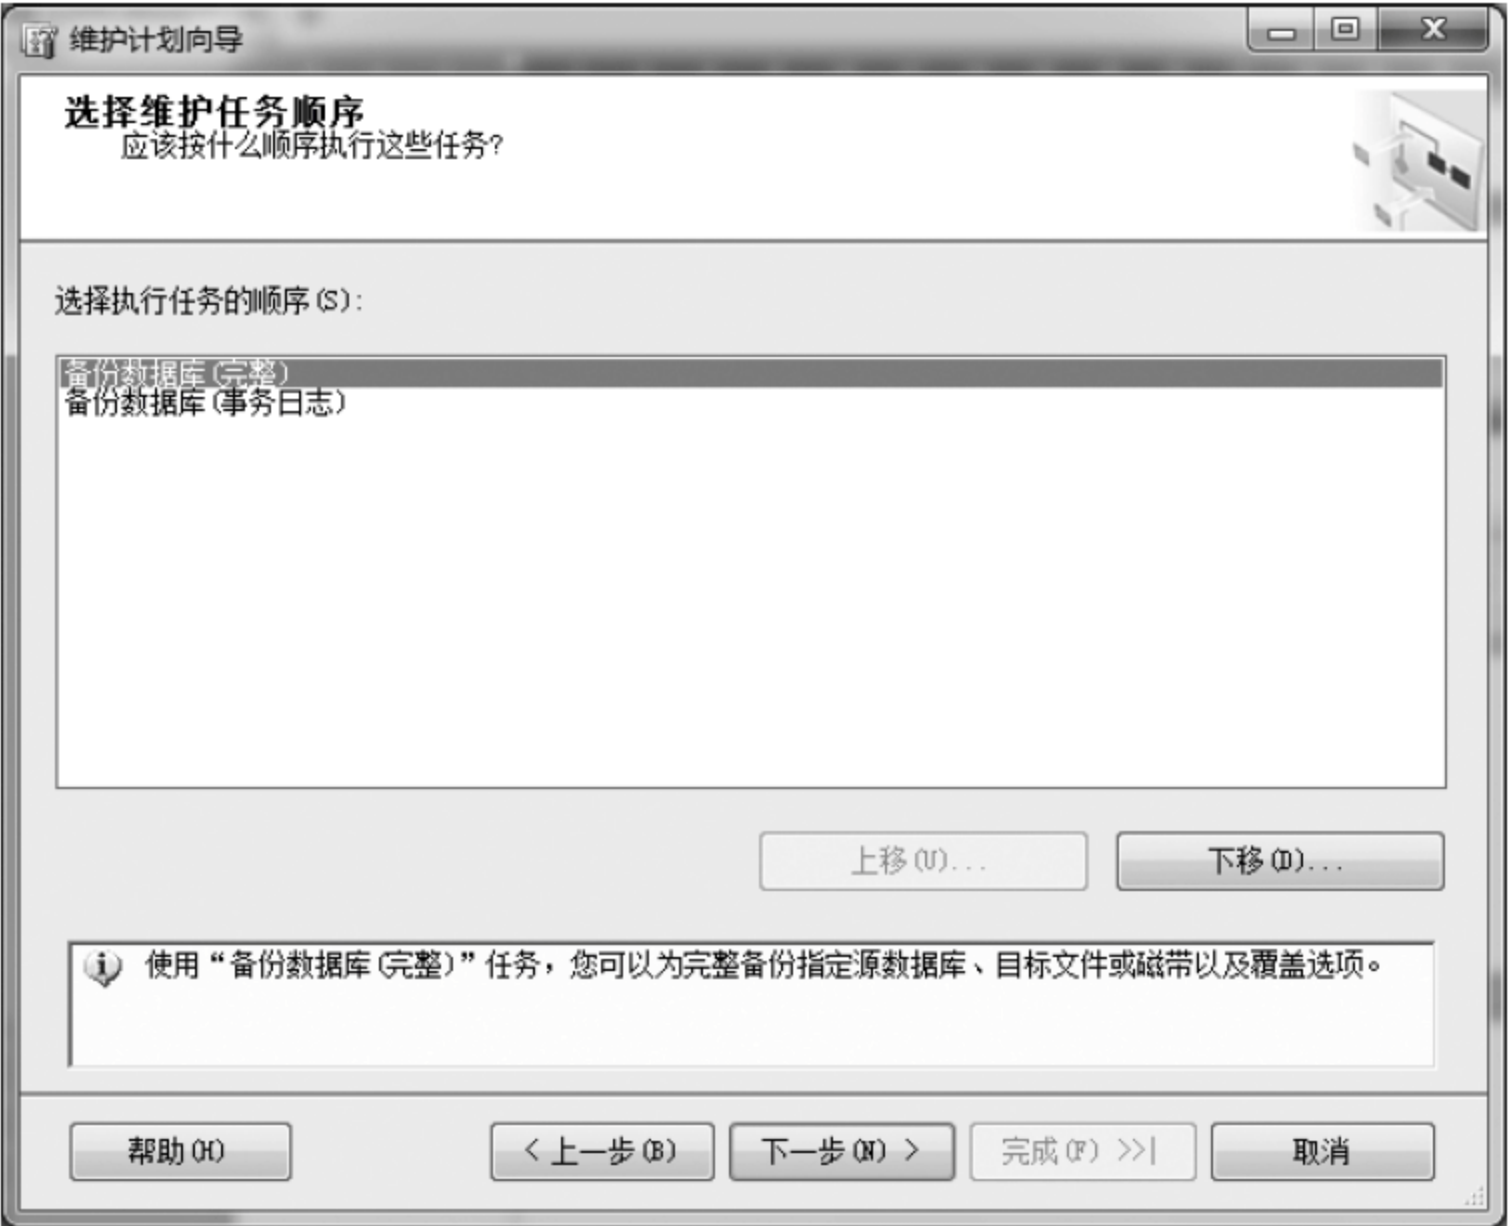 维护计划向导
选择维护任务顺序
应该按什么顺序执行这些任务?
选择执行任务的顺序(S):
备份数据库(完整)
备份数据库(事务日志)
上移(U)... 下移(D)...
使用“备份数据库(完整)”任务，您可以为完整备份指定源数据库、目标文件或磁带以及覆盖选项。
帮助(H) < 上一步(B) 下一步(N) > 完成(F) >>| 取消